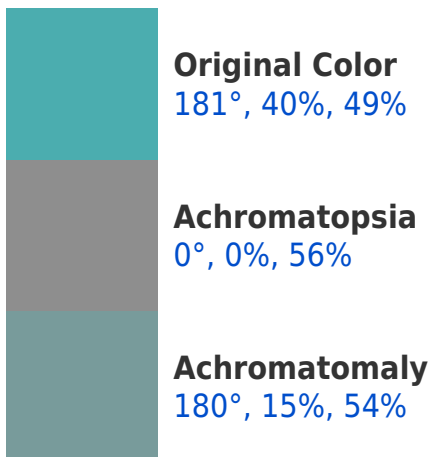 Original Color
181°, 40%, 49%
Achromatopsia
0°, 0%, 56%
Achromatomaly
180°, 15%, 54%